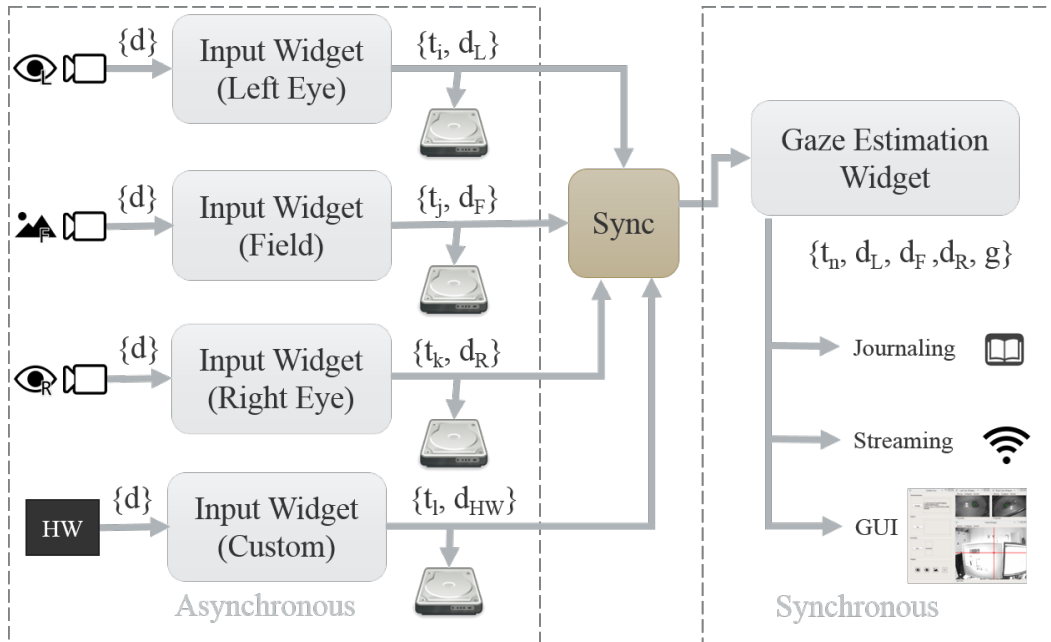 L
{d}
Input Widget
(Left Eye)
{t_i, d_L}
F
{d}
Input Widget
(Field)
{t_j, d_F}
R
{d}
Input Widget
(Right Eye)
{t_k, d_R}
HW
{d}
Input Widget
(Custom)
{t_l, d_HW}
Asynchronous
Sync
Gaze Estimation
Widget
{t_n, d_L, d_F ,d_R, g}
Journaling
Streaming
GUI
Synchronous